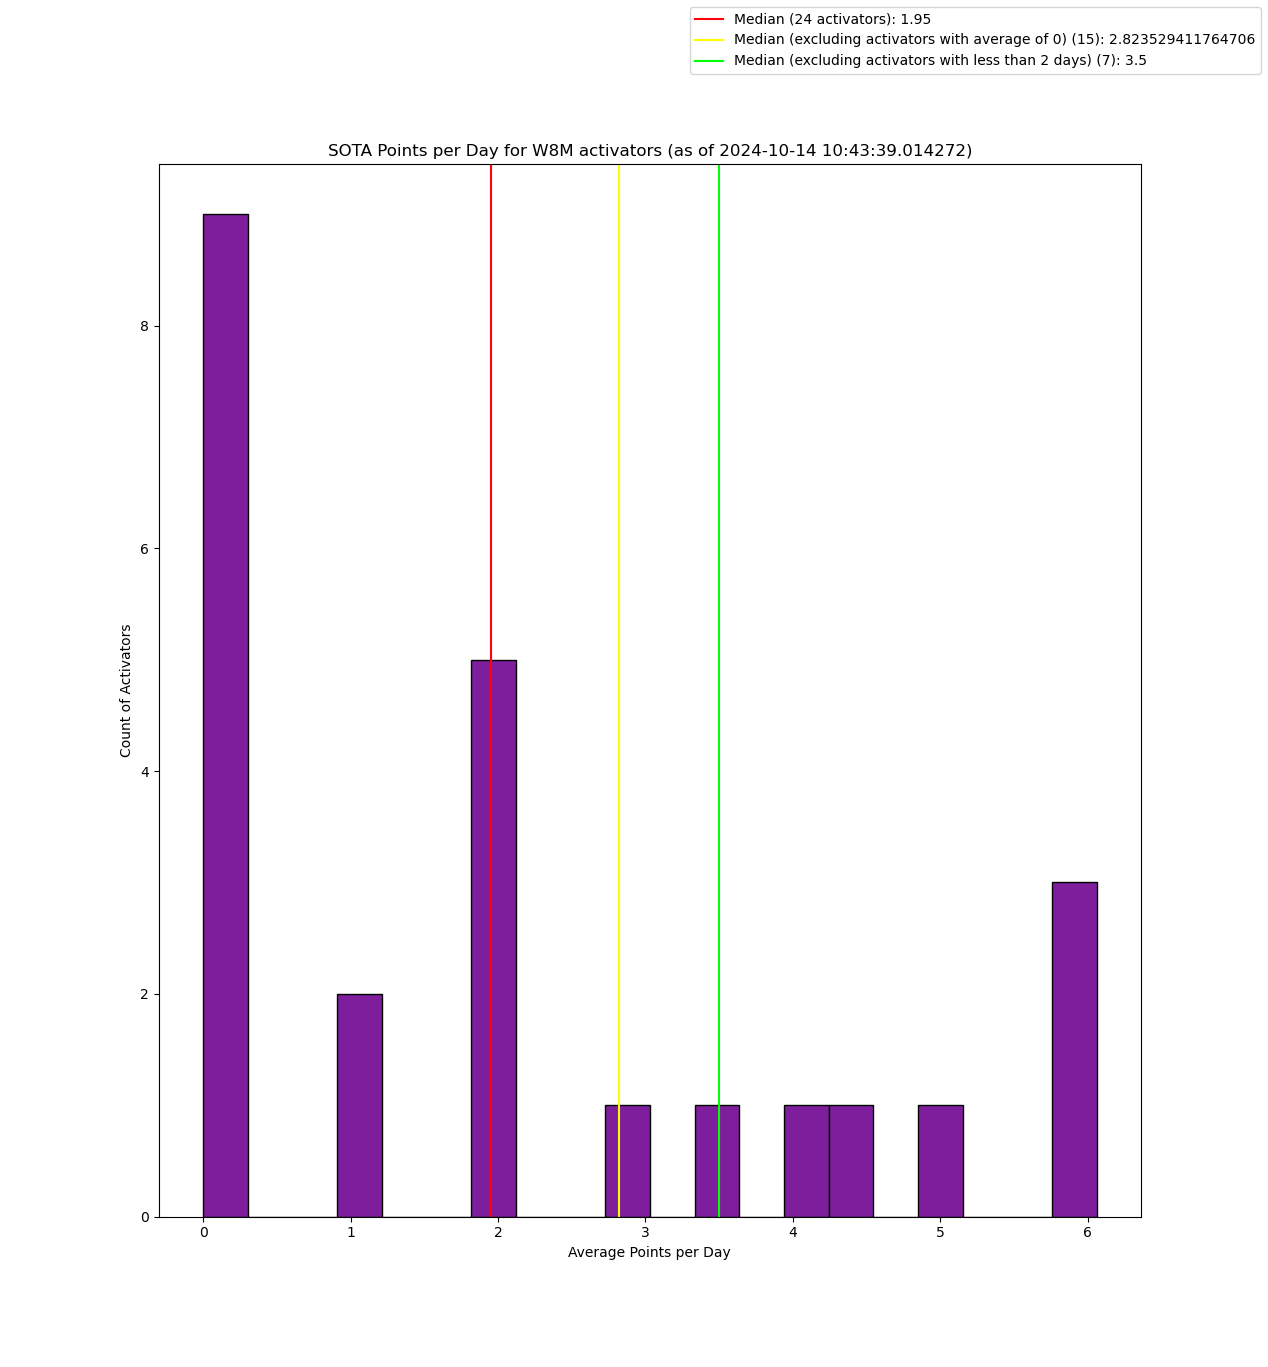 Median (24 activators): 1.95
Median (excluding activators with average of 0) (15): 2.823529411764706
Median (excluding activators with less than 2 days) (7): 3.5
SOTA Points per Day for W8M activators (as of 2024-10-14 10:43:39.014272)
8
6
4
2
0
Count of Activators
0 1 2 3 4 5 6
Average Points per Day